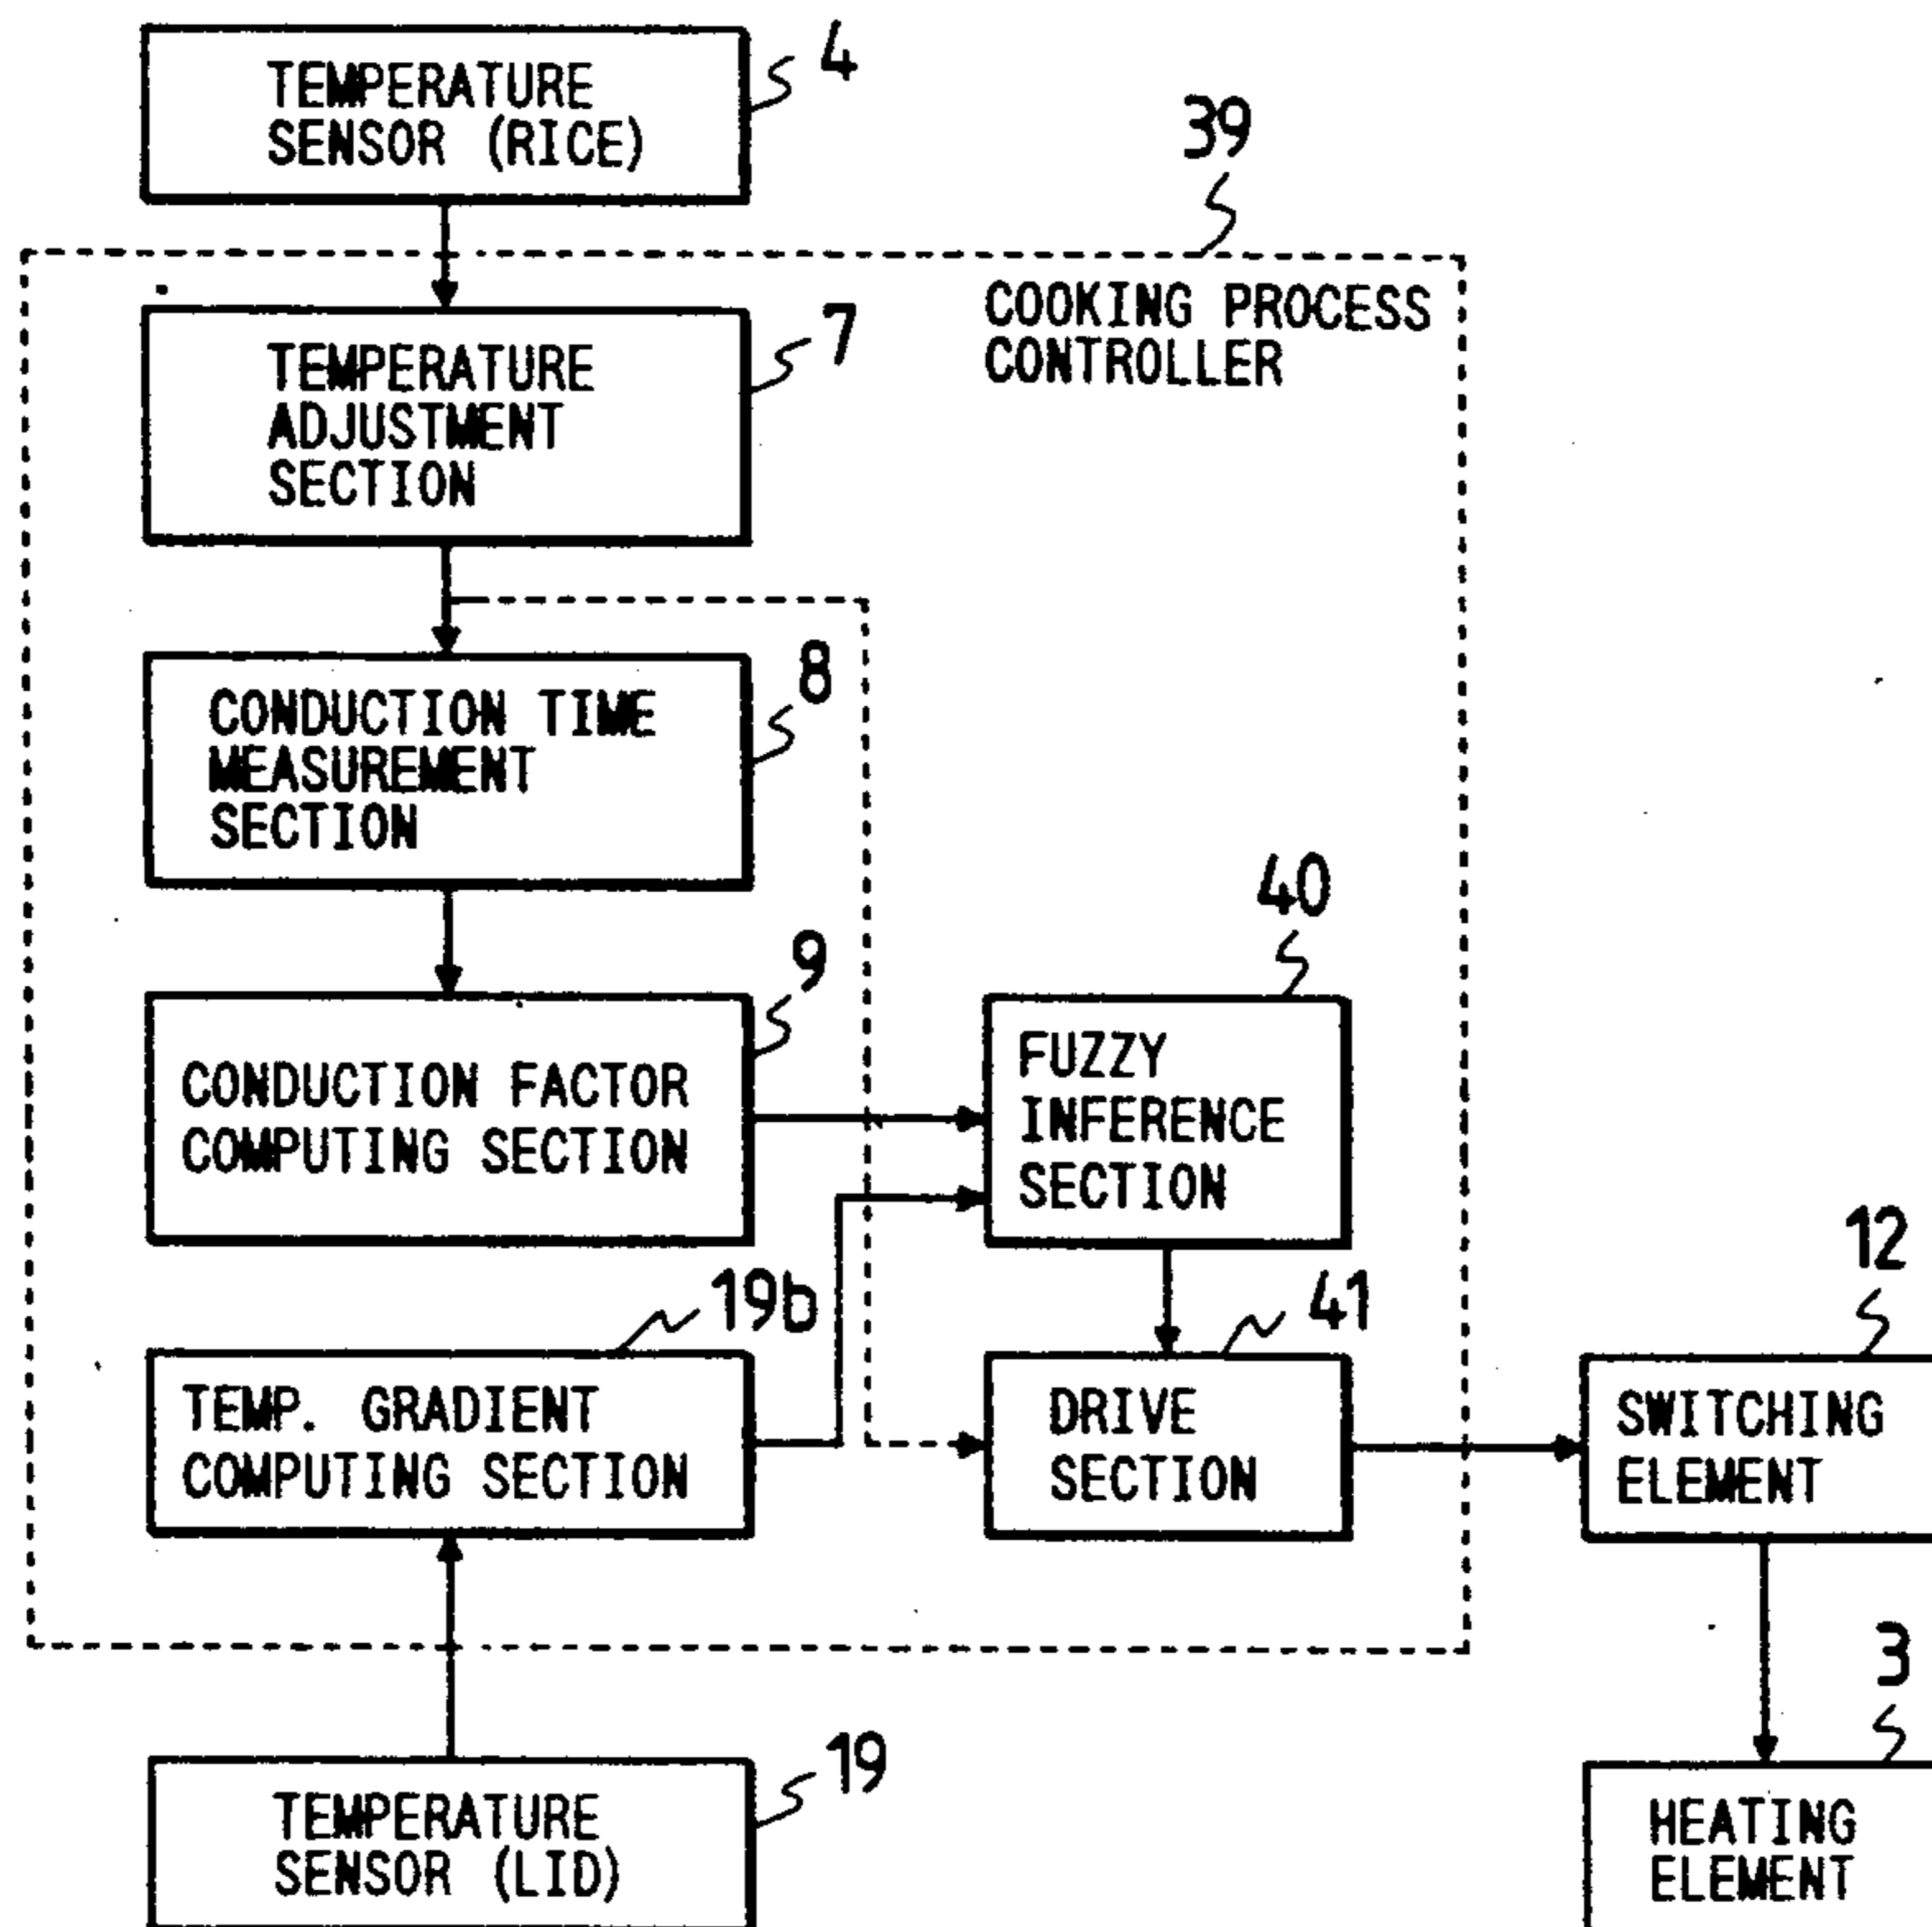 TEMPERATURE
SENSOR (RICE)
4
39
COOKING PROCESS
CONTROLLER
TEMPERATURE
ADJUSTMENT
SECTION
7
CONDUCTION TIME
MEASUREMENT
SECTION
8
CONDUCTION FACTOR
COMPUTING SECTION
9
FUZZY
INFERENCE
SECTION
40
TEMP. GRADIENT
COMPUTING SECTION
19b
DRIVE
SECTION
41
SWITCHING
ELEMENT
12
TEMPERATURE
SENSOR (LID)
19
HEATING
ELEMENT
3